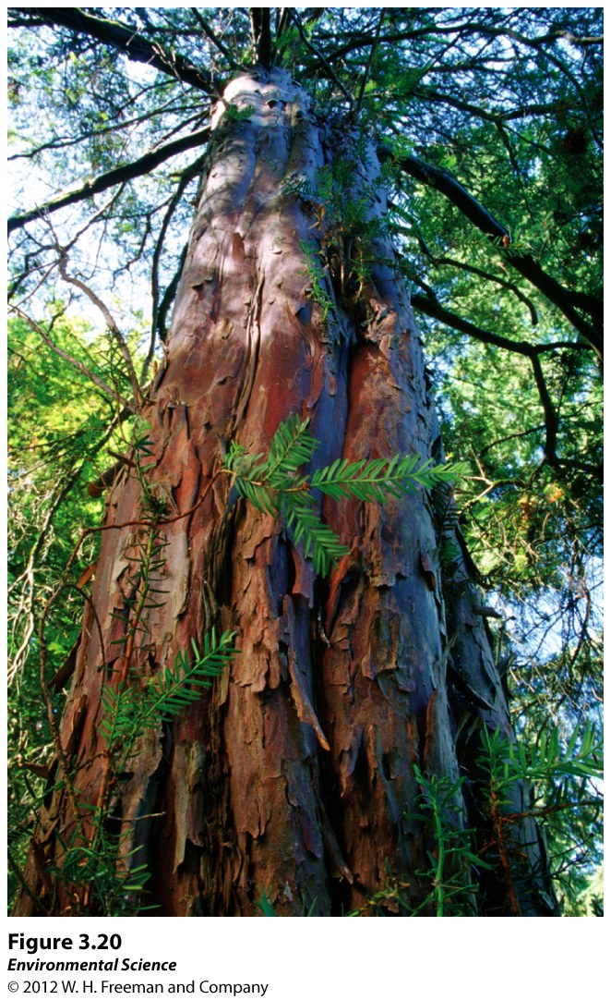 Figure 3.20
Environmental Science
© 2012 W. H. Freeman and Company